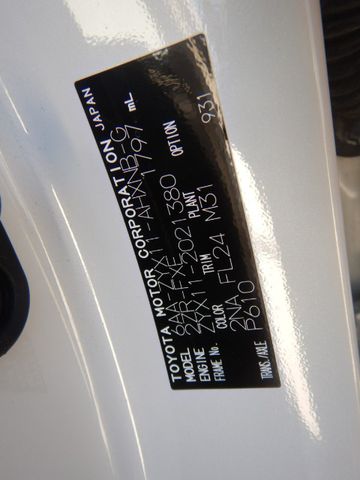 TOYOTA MOTOR CORPORATION JAPAN
MODEL 6AA-ZYX11-AHXNB-G
ENGINE 2ZR-FXE 1797 mL
FRAME No. ZYX11-2021380
COLOR TRIM PLANT OPTION
2NA FL24 M31 931
TRANS./AXLE P610